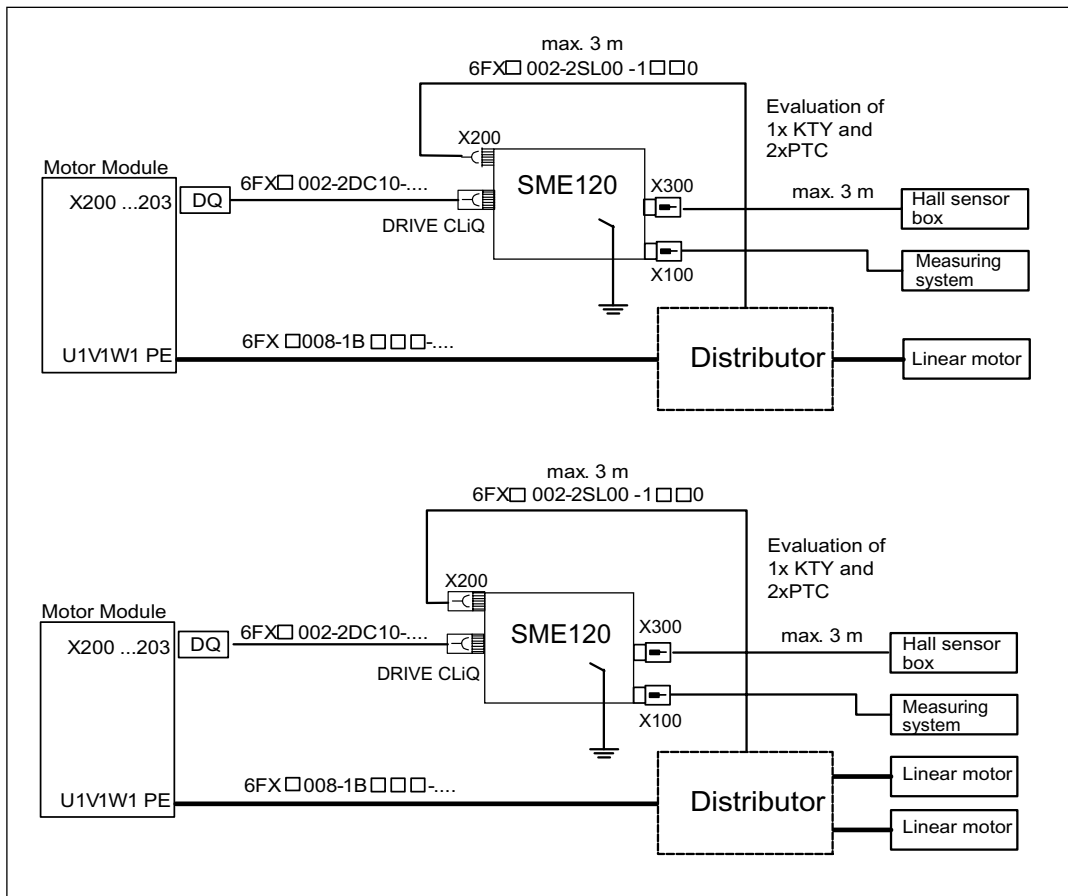 max. 3 m
6FX□ 002-2SL00 -1□□0
Evaluation of
1x KTY and
2xPTC
X200
Motor Module
X200 ...203
DQ
6FX□ 002-2DC10-....
SME120
X300
max. 3 m
Hall sensor
box
DRIVE CLiQ
X100
Measuring
system
6FX □008-1B □□□-....
U1V1W1 PE
Distributor
Linear motor
max. 3 m
6FX□ 002-2SL00 -1□□0
Evaluation of
1x KTY and
2xPTC
X200
Motor Module
X200 ...203
DQ
6FX□ 002-2DC10-....
SME120
X300
max. 3 m
Hall sensor
box
DRIVE CLiQ
X100
Measuring
system
6FX□008-1B□□□-....
U1V1W1 PE
Distributor
Linear motor
Linear motor